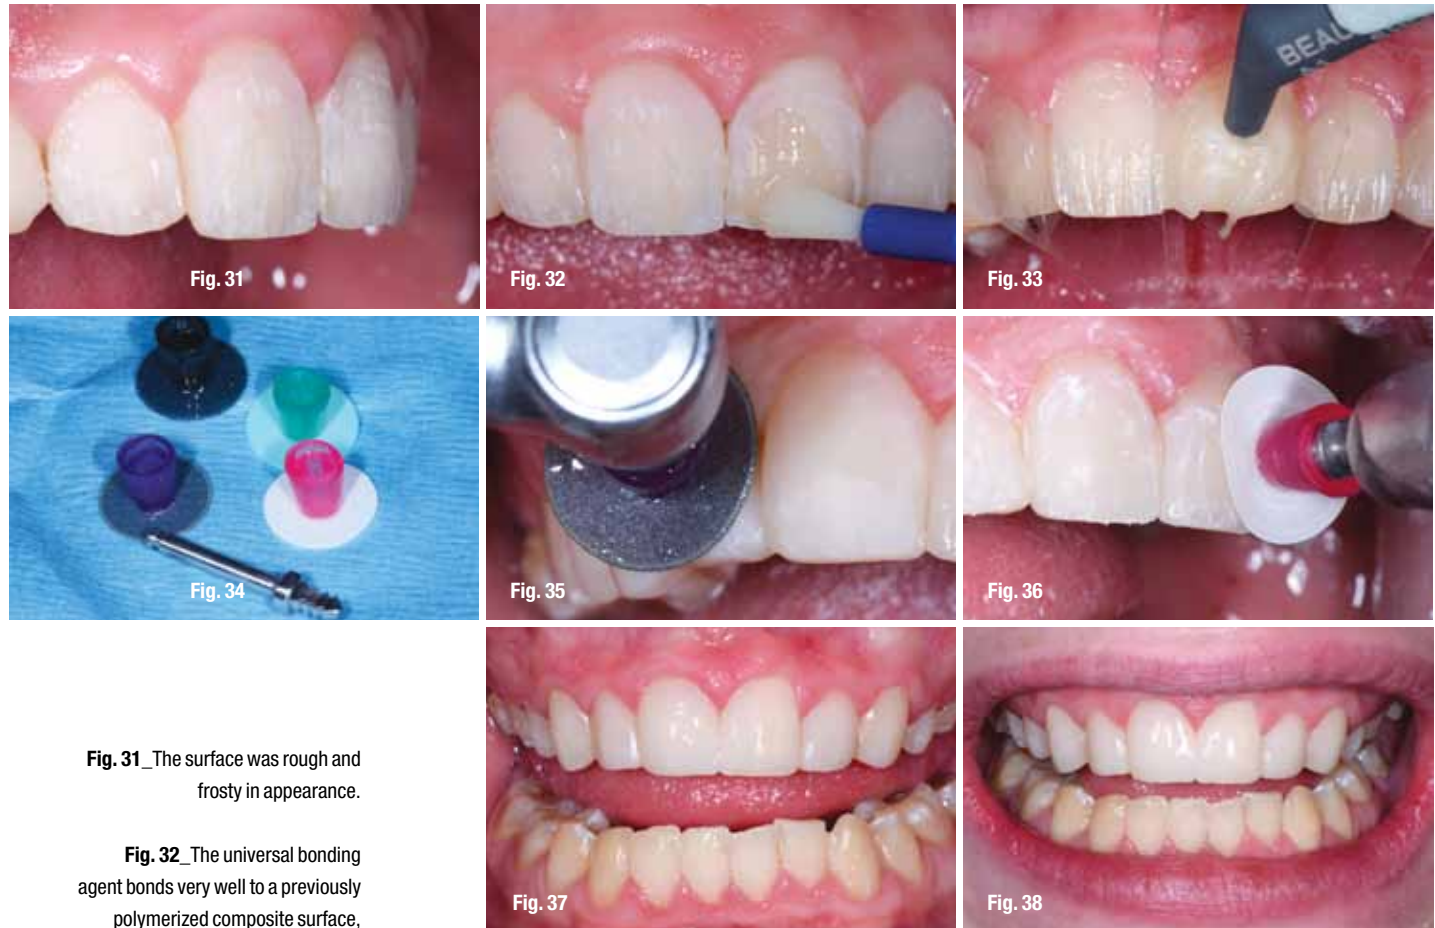 Fig. 31
Fig. 32
BEAU
Fig. 33
Fig. 34
Fig. 35
Fig. 36
Fig. 37
Fig. 38
Fig. 31_The surface was rough and
frosty in appearance.
Fig. 32_The universal bonding
agent bonds very well to a previously
polymerized composite surface,